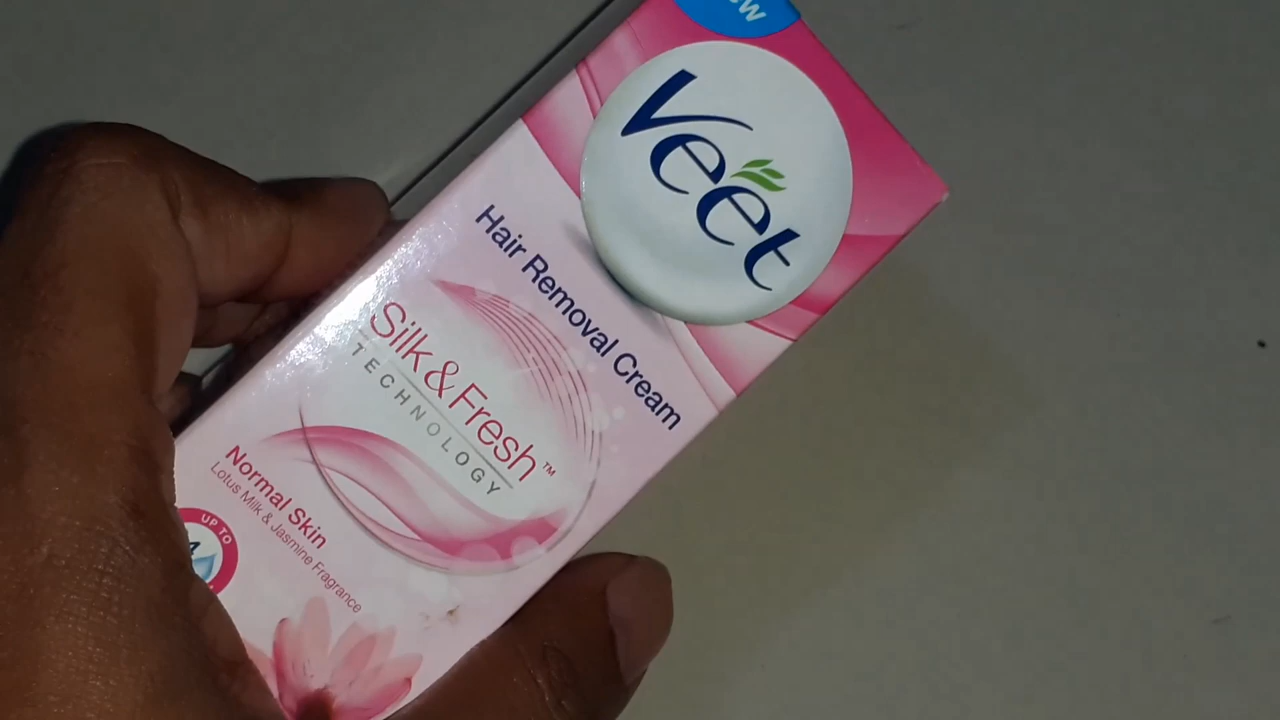 Veet
Hair Removal Cream
Silk & Fresh™
TECHNOLOGY
Normal Skin
Lotus Milk & Jasmine Fragrance
UP TO